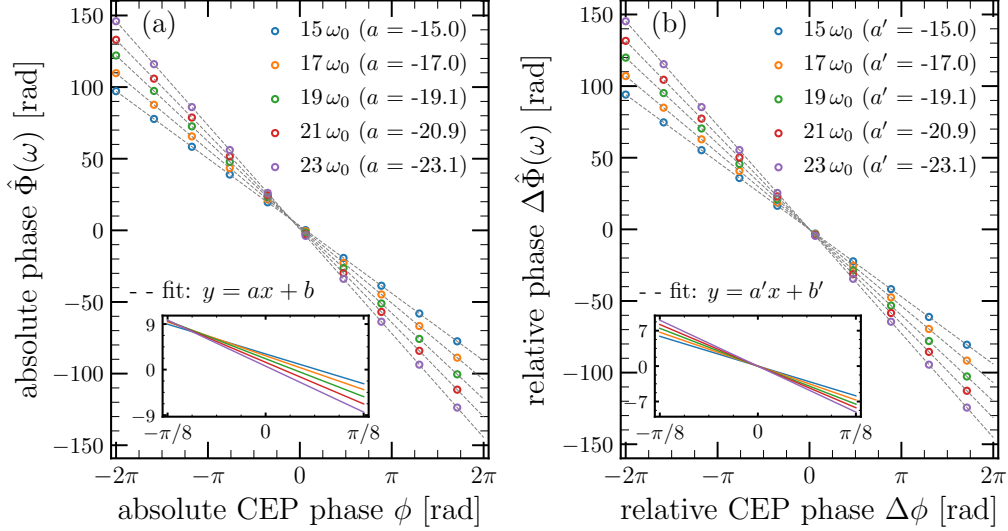 (a)
15 ω₀ (a = -15.0)
17 ω₀ (a = -17.0)
19 ω₀ (a = -19.1)
21 ω₀ (a = -20.9)
23 ω₀ (a = -23.1)
absolute phase Φ̂(ω) [rad]
150
100
50
0
−50
−100
−150
- - fit: y = ax + b
9
0
−9
−π/8
0
π/8
−2π
−π
0
π
2π
absolute CEP phase ϕ [rad]
(b)
15 ω₀ (a′ = -15.0)
17 ω₀ (a′ = -17.0)
19 ω₀ (a′ = -19.1)
21 ω₀ (a′ = -20.9)
23 ω₀ (a′ = -23.1)
relative phase ΔΦ̂(ω) [rad]
150
100
50
0
−50
−100
−150
- - fit: y = a′x + b′
7
0
−7
−π/8
0
π/8
−2π
−π
0
π
2π
relative CEP phase Δϕ [rad]